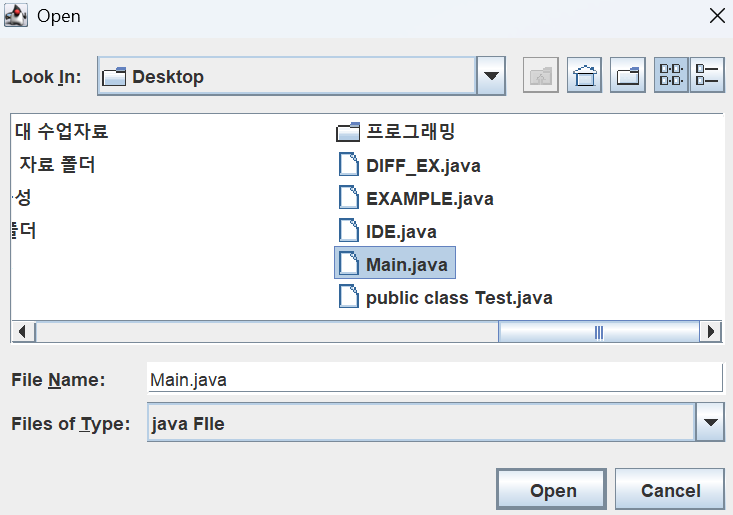 Open
Look In:
Desktop
대 수업자료
자료 폴더
성
더
프로그래밍
DIFF_EX.java
EXAMPLE.java
IDE.java
Main.java
public class Test.java
File Name:
Main.java
Files of Type:
java FIle
Open
Cancel